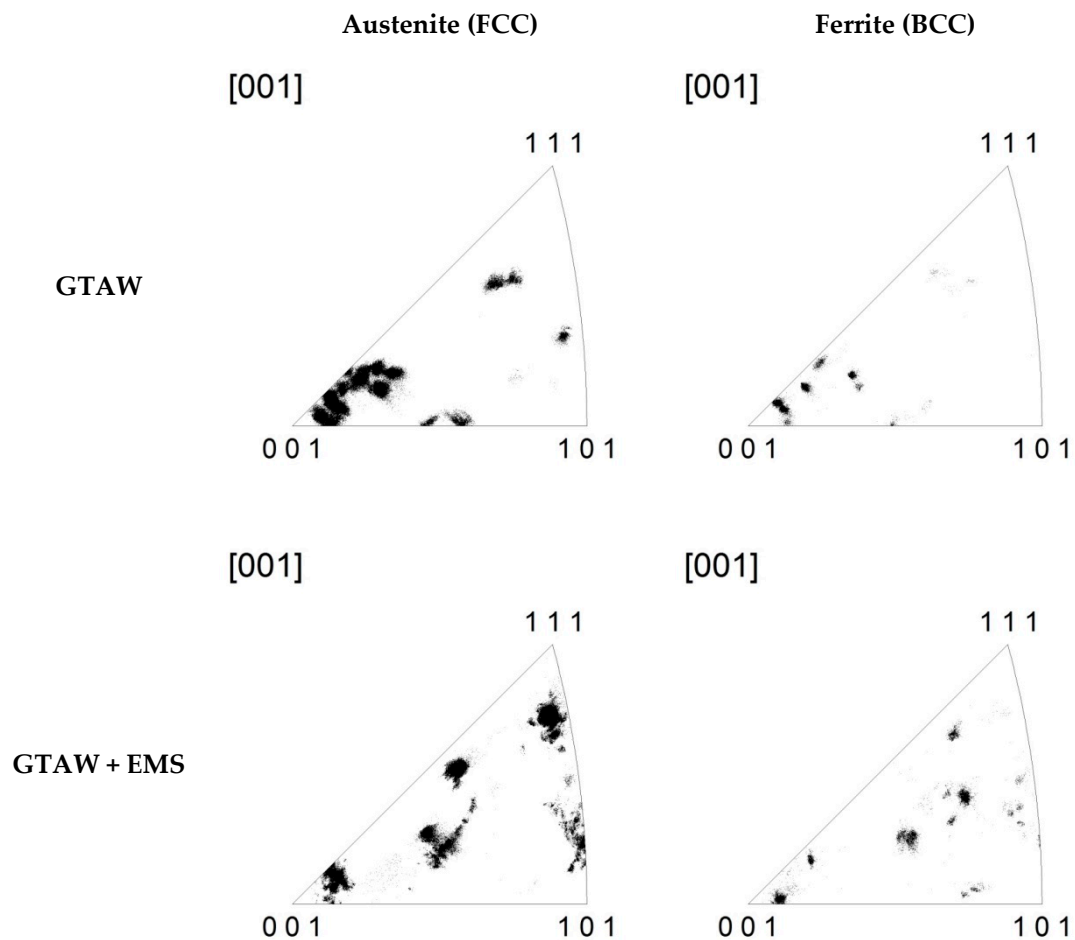 Austenite (FCC) Ferrite (BCC)
[001] [001]
1 1 1 1 1 1
GTAW
0 0 1 1 0 1 0 0 1 1 0 1
[001] [001]
1 1 1 1 1 1
GTAW + EMS
0 0 1 1 0 1 0 0 1 1 0 1